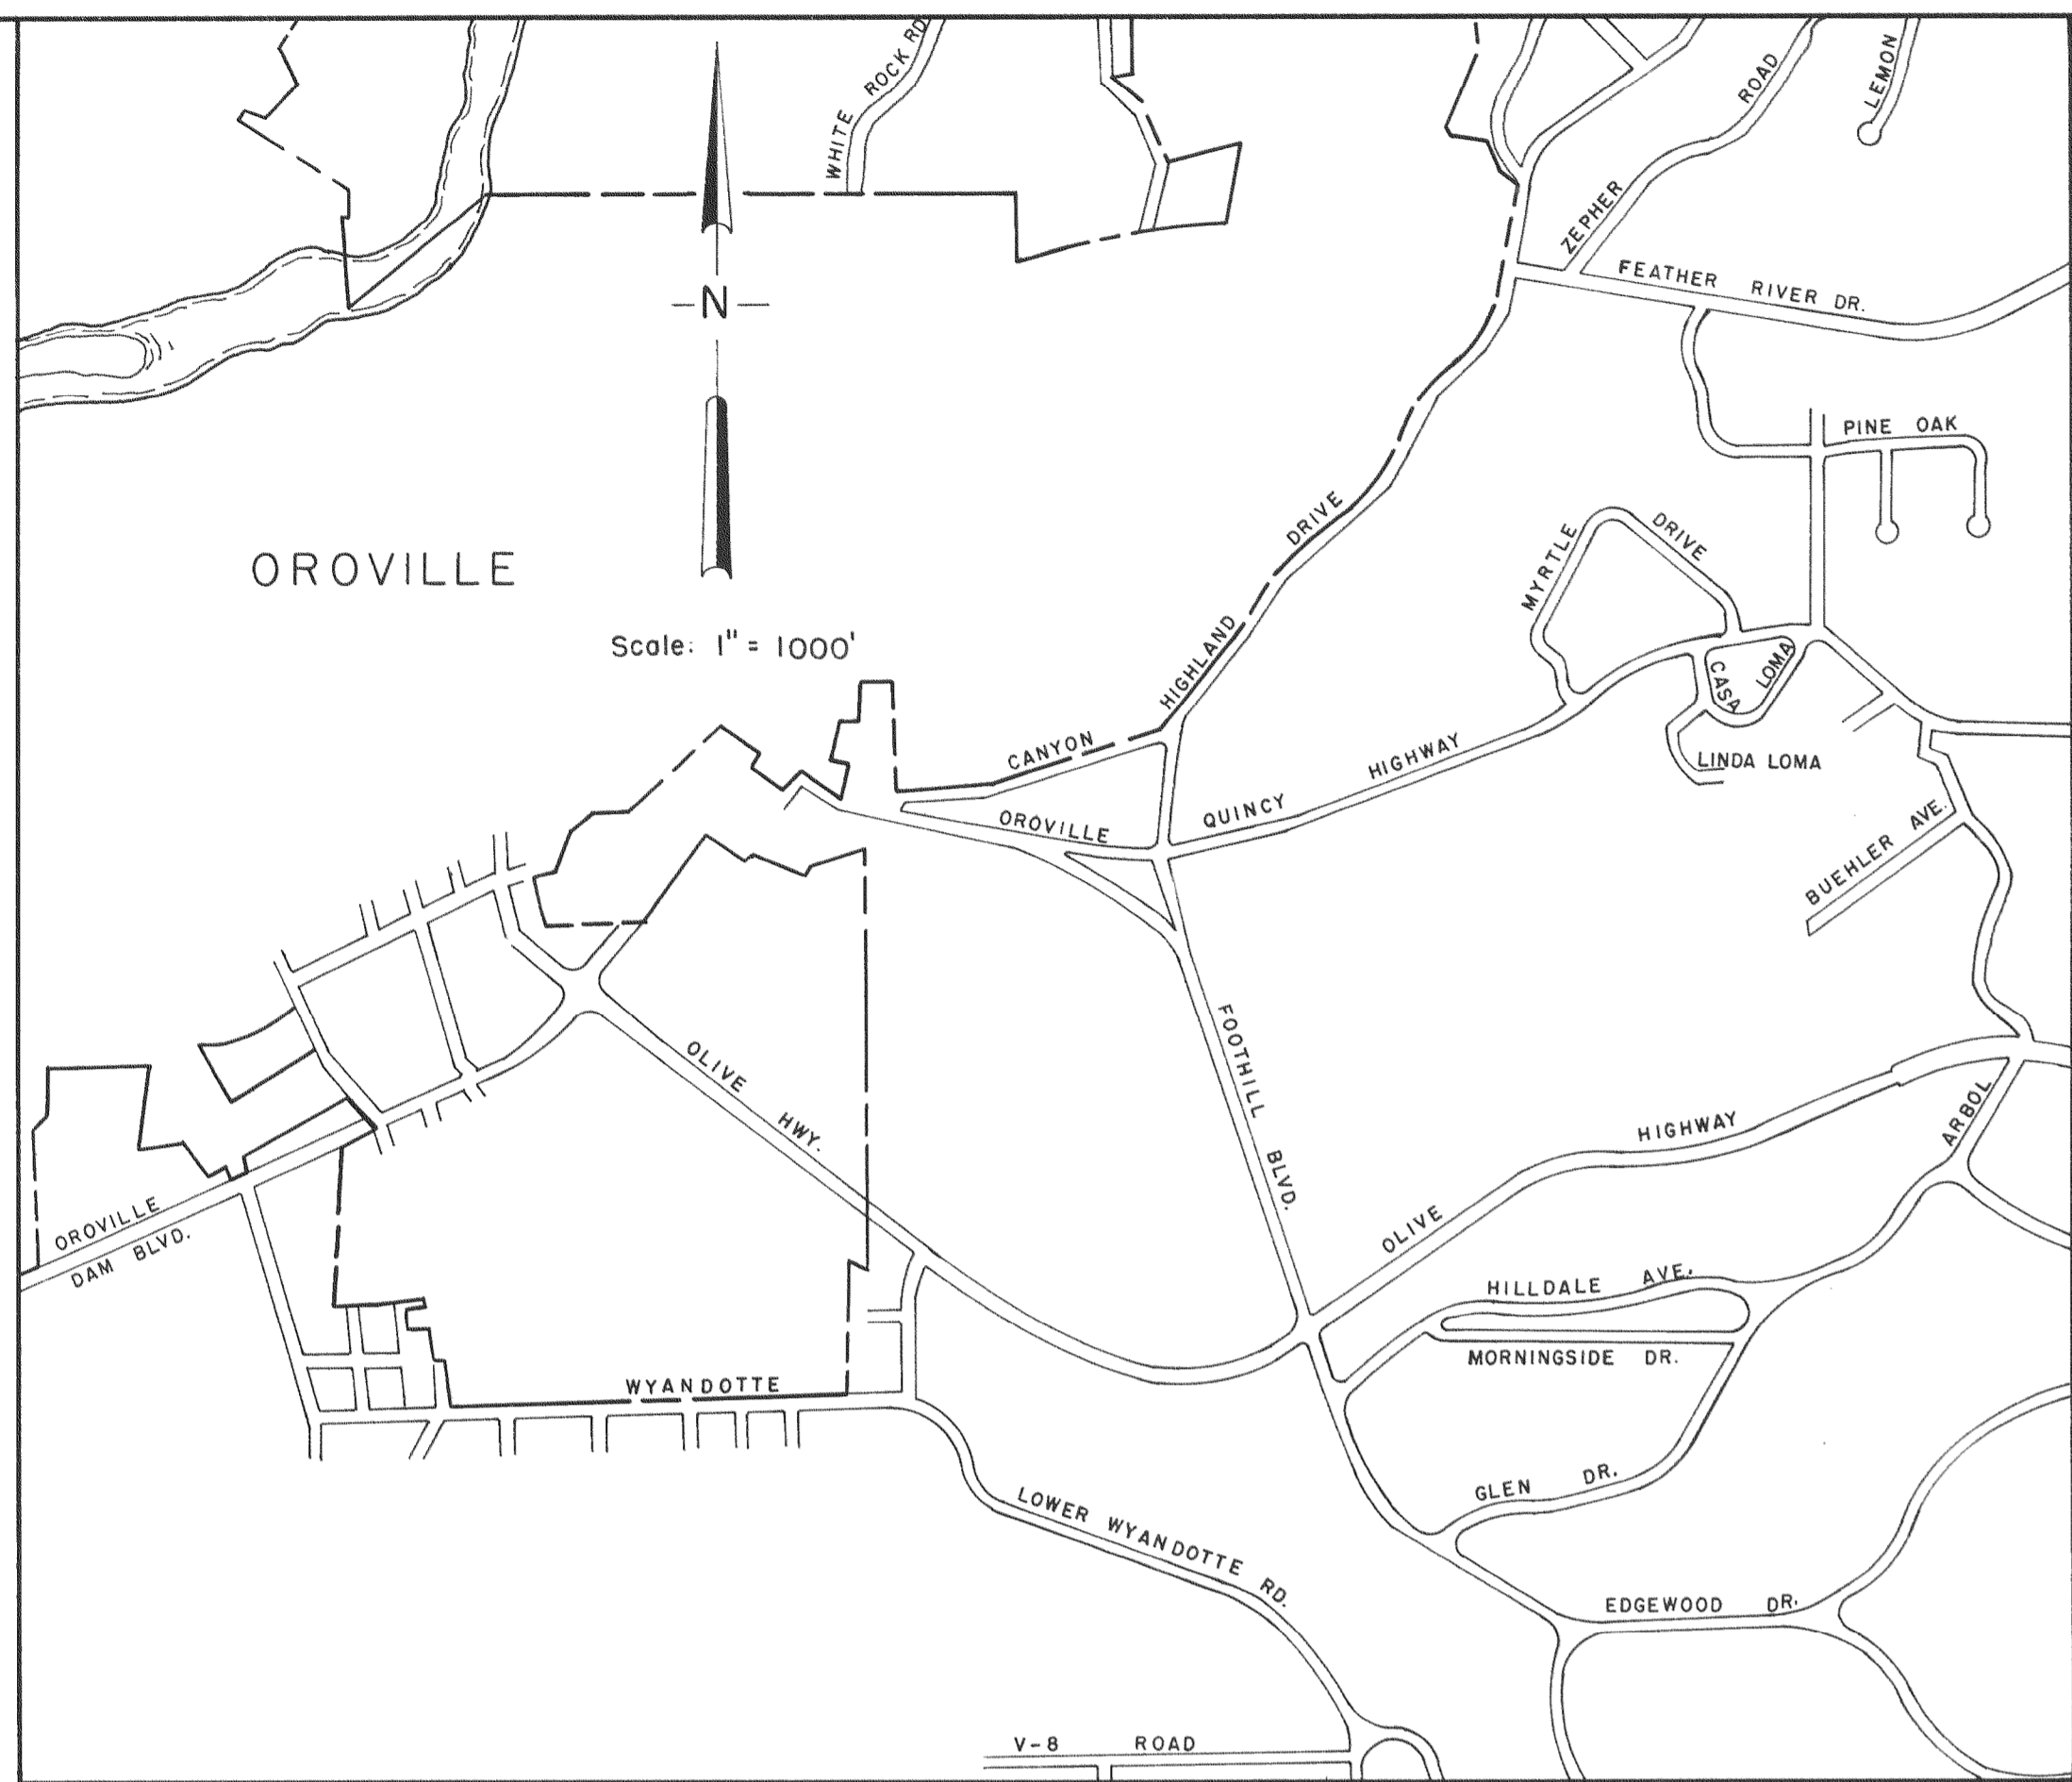 WHITE ROCK RD
ZEPHER ROAD
LEMON
FEATHER RIVER DR.
-N-
PINE OAK
OROVILLE
Scale: 1" = 1000'
HIGHLAND DRIVE
MYRTLE DRIVE
CASA LOMA
LINDA LOMA
CANYON
OROVILLE QUINCY HIGHWAY
BUEHLER AVE.
OLIVE HWY.
FOOTHILL BLVD.
OLIVE HIGHWAY
ARBOL
OROVILLE
DAM BLVD.
HILLDALE AVE.
MORNINGSIDE DR.
WYANDOTTE
GLEN DR.
LOWER WYANDOTTE RD.
EDGEWOOD DR.
V-8 ROAD